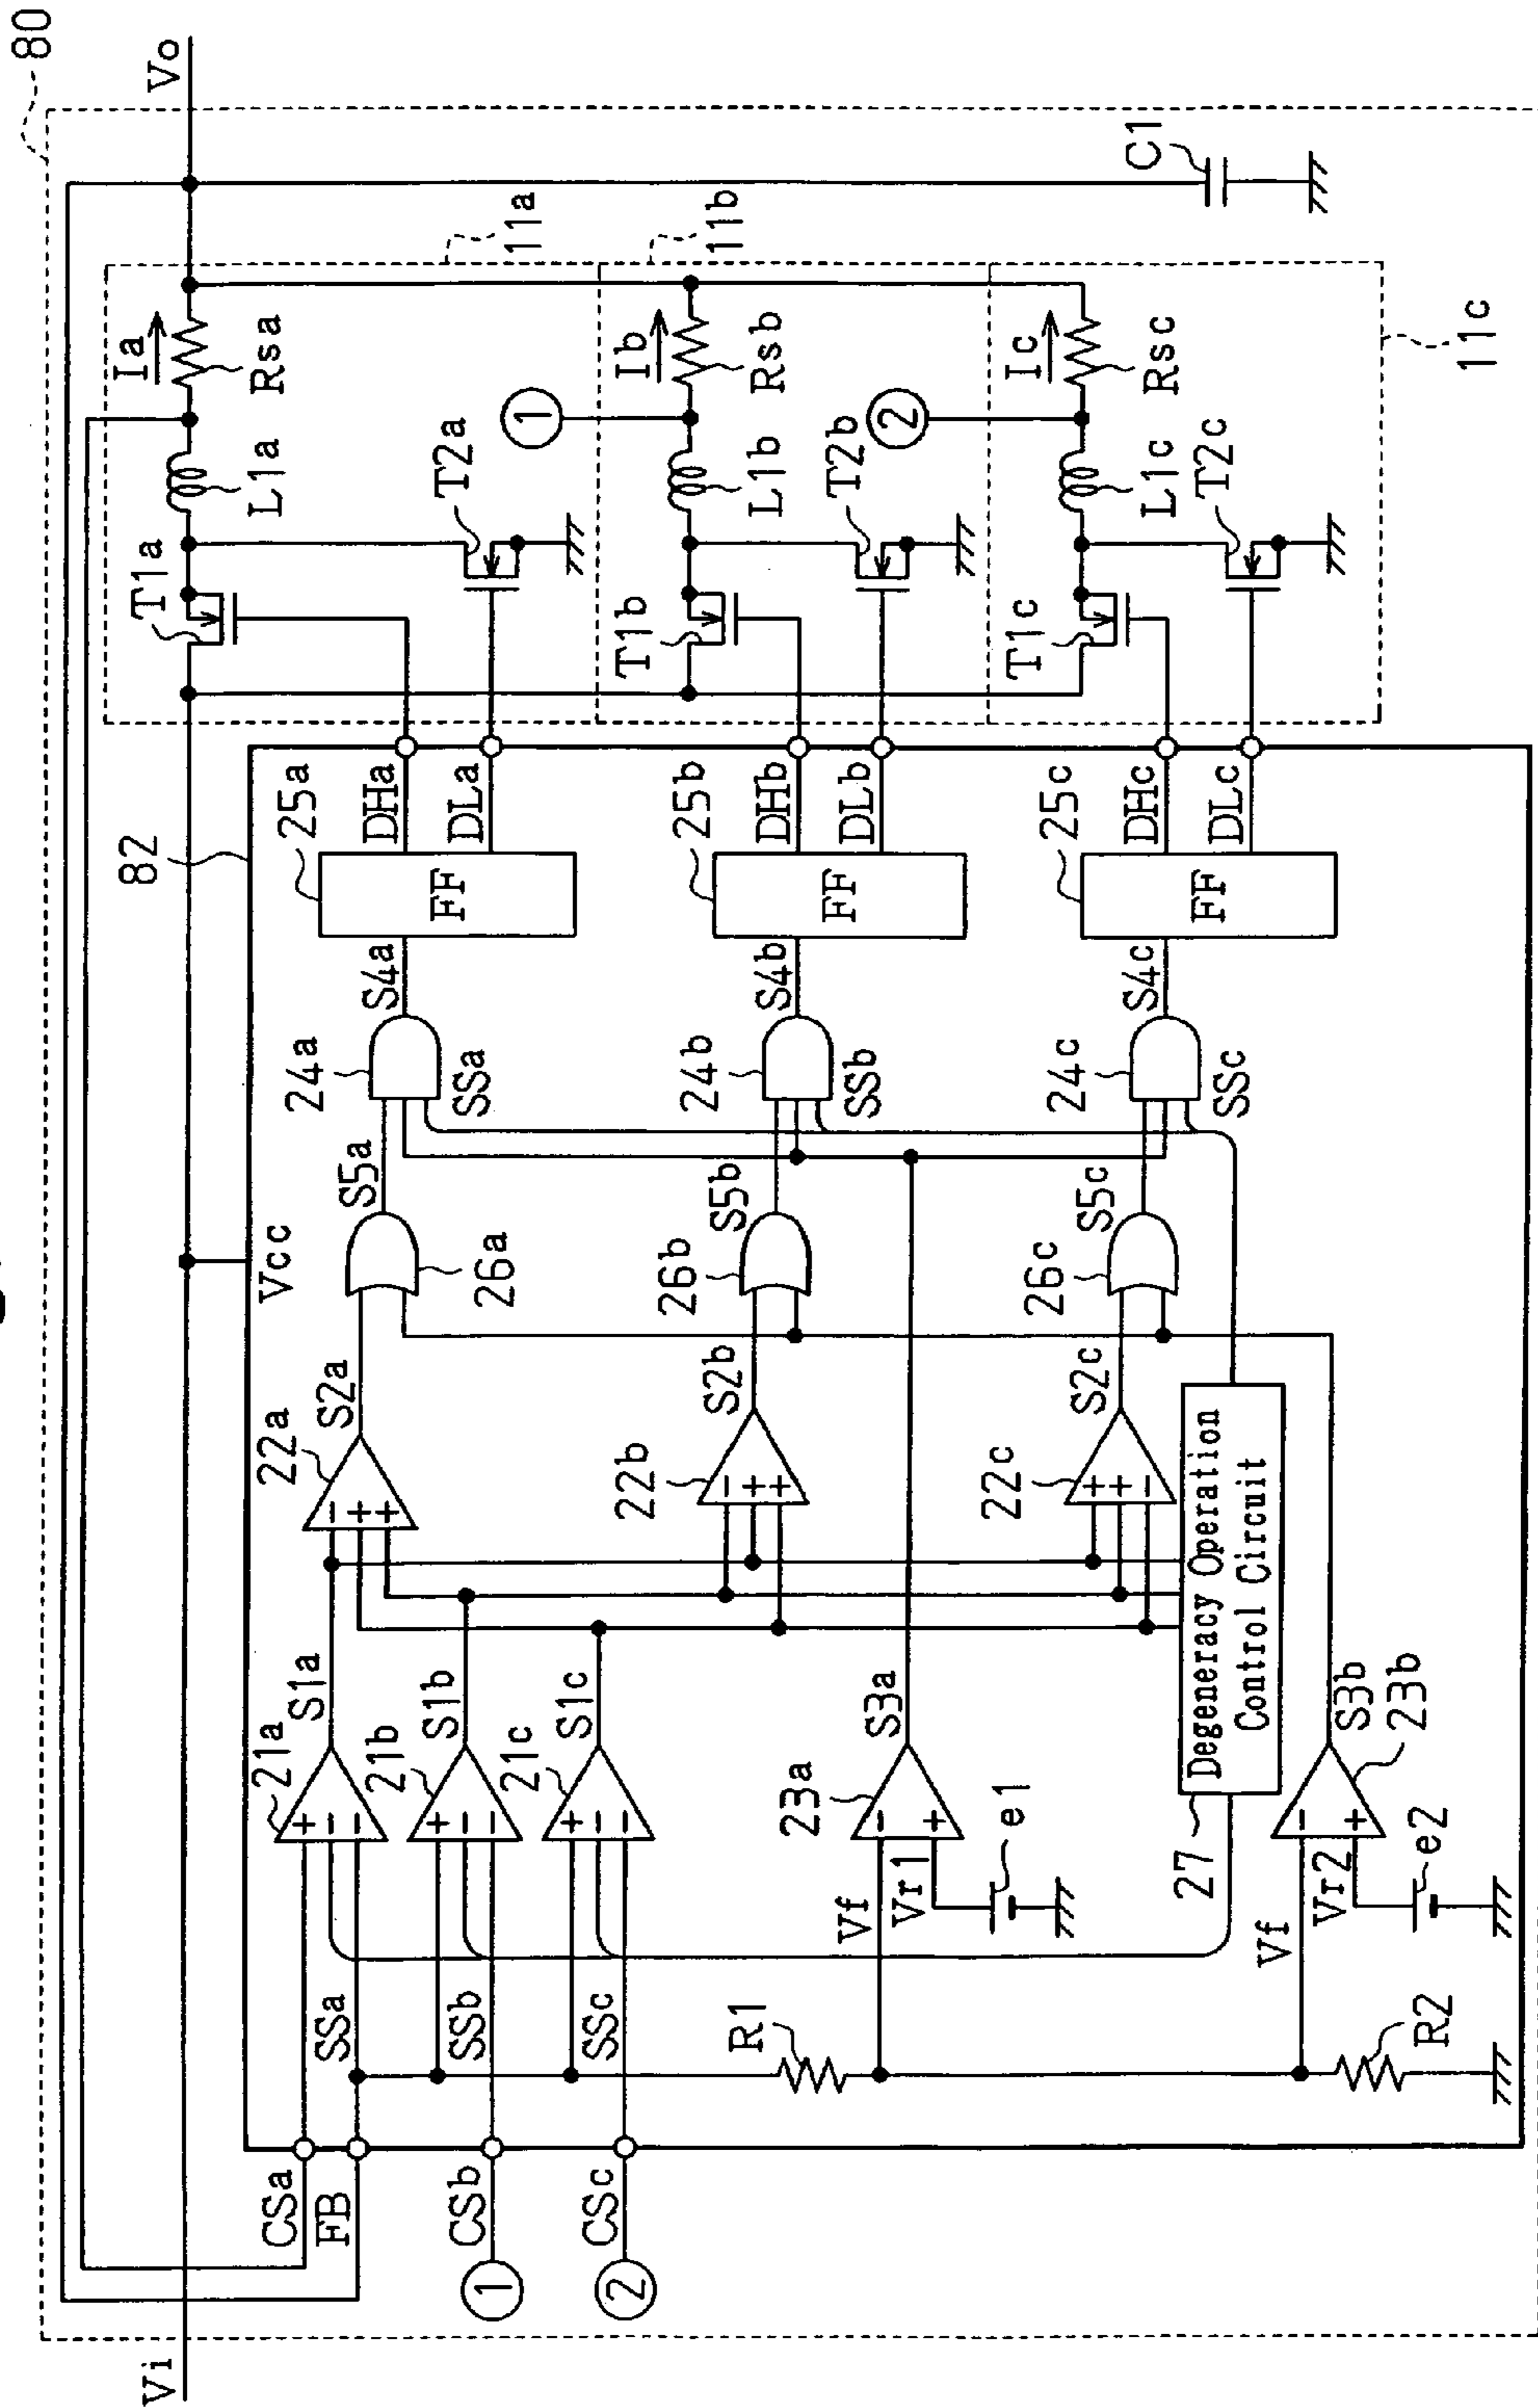 80
Vi
Vo
CSa
FB
CSb
CSc
1
2
82
Vcc
SSa
SSb
SSc
21a
21b
21c
S1a
S1b
S1c
22a
22b
22c
S2a
S2b
S2c
26a
26b
26c
S5a
S5b
S5c
24a
24b
24c
SSa
SSb
SSc
S4a
S4b
S4c
25a
25b
25c
FF
FF
FF
DHa
DLa
DHb
DLb
DHc
DLc
R1
R2
Vf
Vr1
e1
23a
S3a
Vf
Vr2
e2
23b
S3b
27
Degeneracy Operation
Control Circuit
T1a
T2a
L1a
Ia
Rsa
11a
T1b
T2b
L1b
Ib
Rsb
11b
1
T1c
T2c
L1c
Ic
Rsc
11c
2
C1